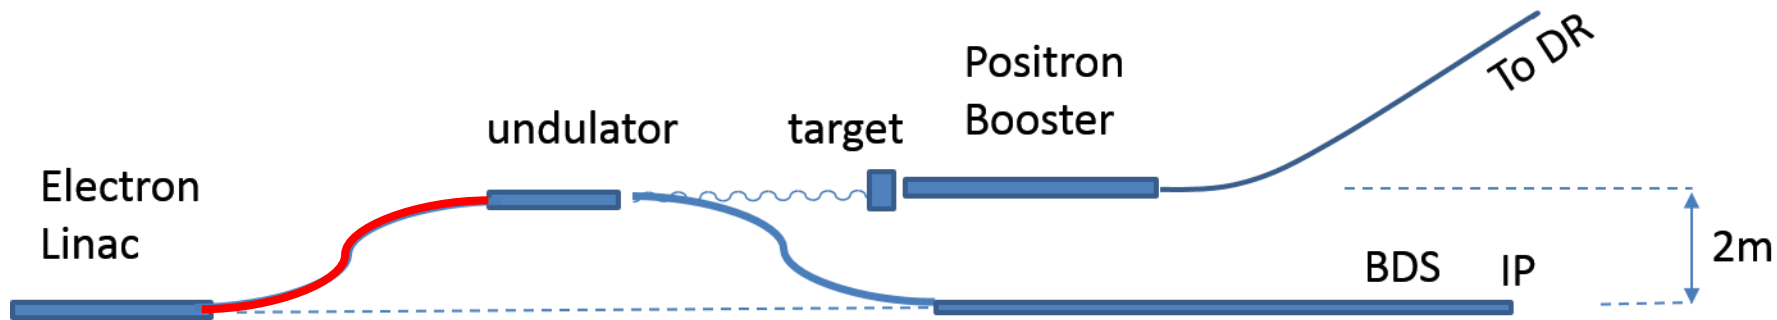 To DR
Positron
Booster
undulator
target
Electron
Linac
BDS
IP
2m